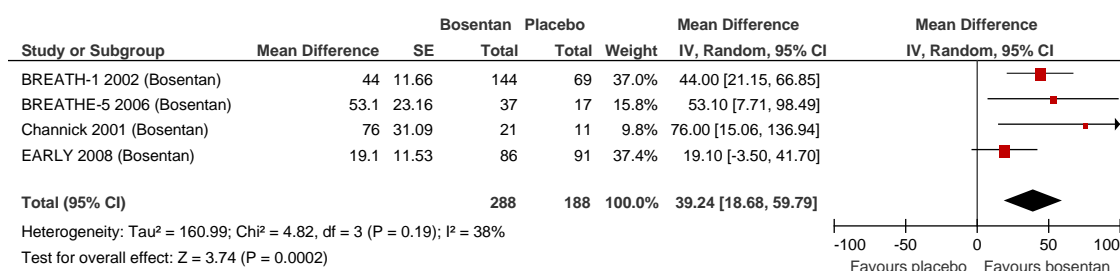 Bosentan Placebo Mean Difference Mean Difference
Study or Subgroup Mean Difference SE Total Total Weight IV, Random, 95% CI IV, Random, 95% CI
BREATH-1 2002 (Bosentan) 44 11.66 144 69 37.0% 44.00 [21.15, 66.85]
BREATHE-5 2006 (Bosentan) 53.1 23.16 37 17 15.8% 53.10 [7.71, 98.49]
Channick 2001 (Bosentan) 76 31.09 21 11 9.8% 76.00 [15.06, 136.94]
EARLY 2008 (Bosentan) 19.1 11.53 86 91 37.4% 19.10 [-3.50, 41.70]
Total (95% CI) 288 188 100.0% 39.24 [18.68, 59.79]
Heterogeneity: Tau² = 160.99; Chi² = 4.82, df = 3 (P = 0.19); I² = 38%
Test for overall effect: Z = 3.74 (P = 0.0002)
-100 -50 0 50 100
Favours placebo Favours bosentan